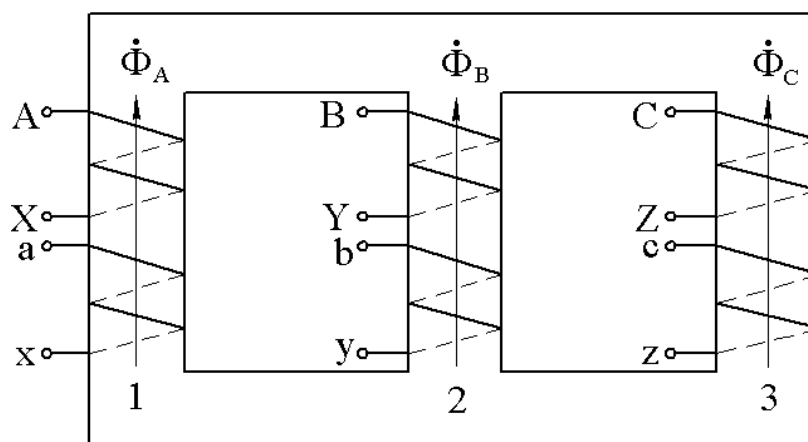 Φ̇A Φ̇B Φ̇C
A B C
X Y Z
a b c
x y z
1 2 3